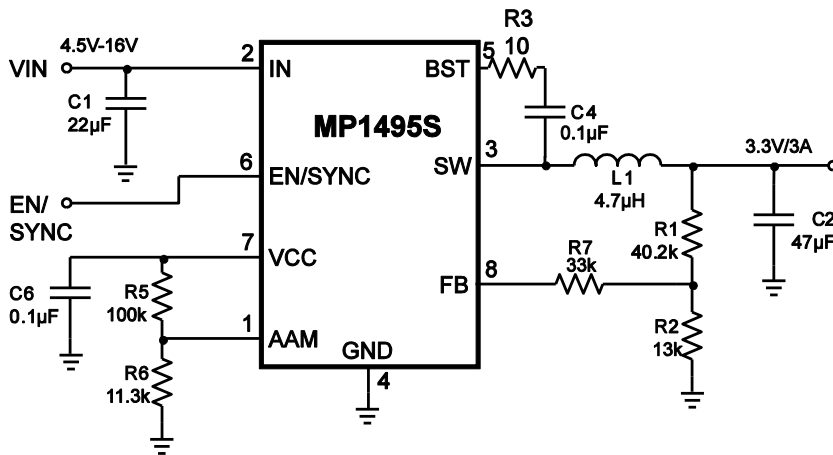 R3
4.5V-16V
2
5
10
VIN
IN
BST
C1
22µF
MP1495S
C4
0.1µF
6
3
3.3V/3A
EN/SYNC
SW
L1
4.7µH
EN/
SYNC
R1
40.2k
C2
47µF
7
VCC
R7
33k
8
FB
C6
0.1µF
R5
100k
1
AAM
R2
13k
GND
4
R6
11.3k